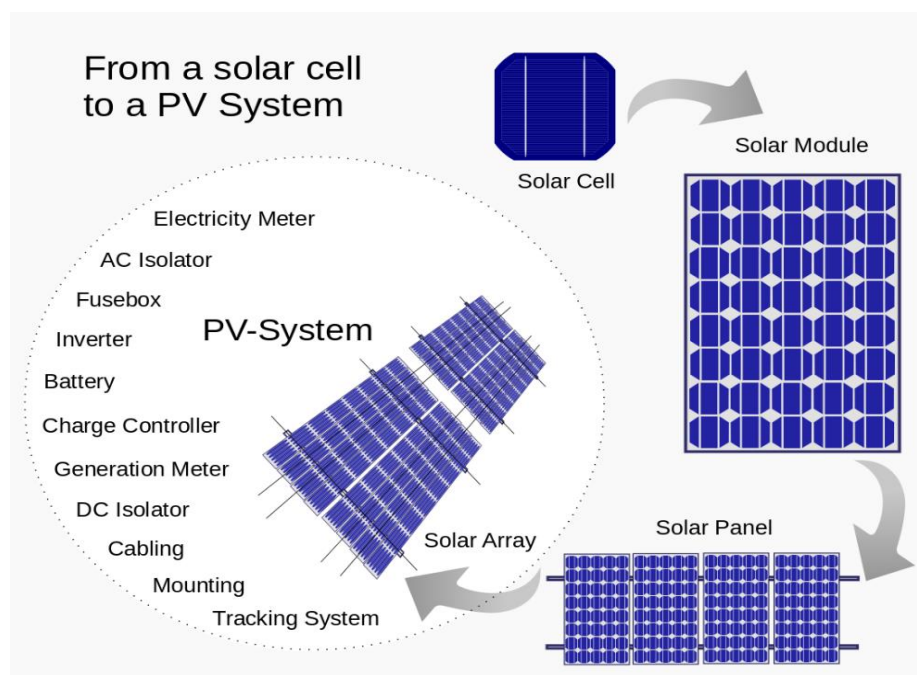 From a solar cell
to a PV System
Solar Cell
Solar Module
Electricity Meter
AC Isolator
Fusebox
Inverter
PV-System
Battery
Charge Controller
Generation Meter
DC Isolator
Cabling
Mounting
Tracking System
Solar Array
Solar Panel